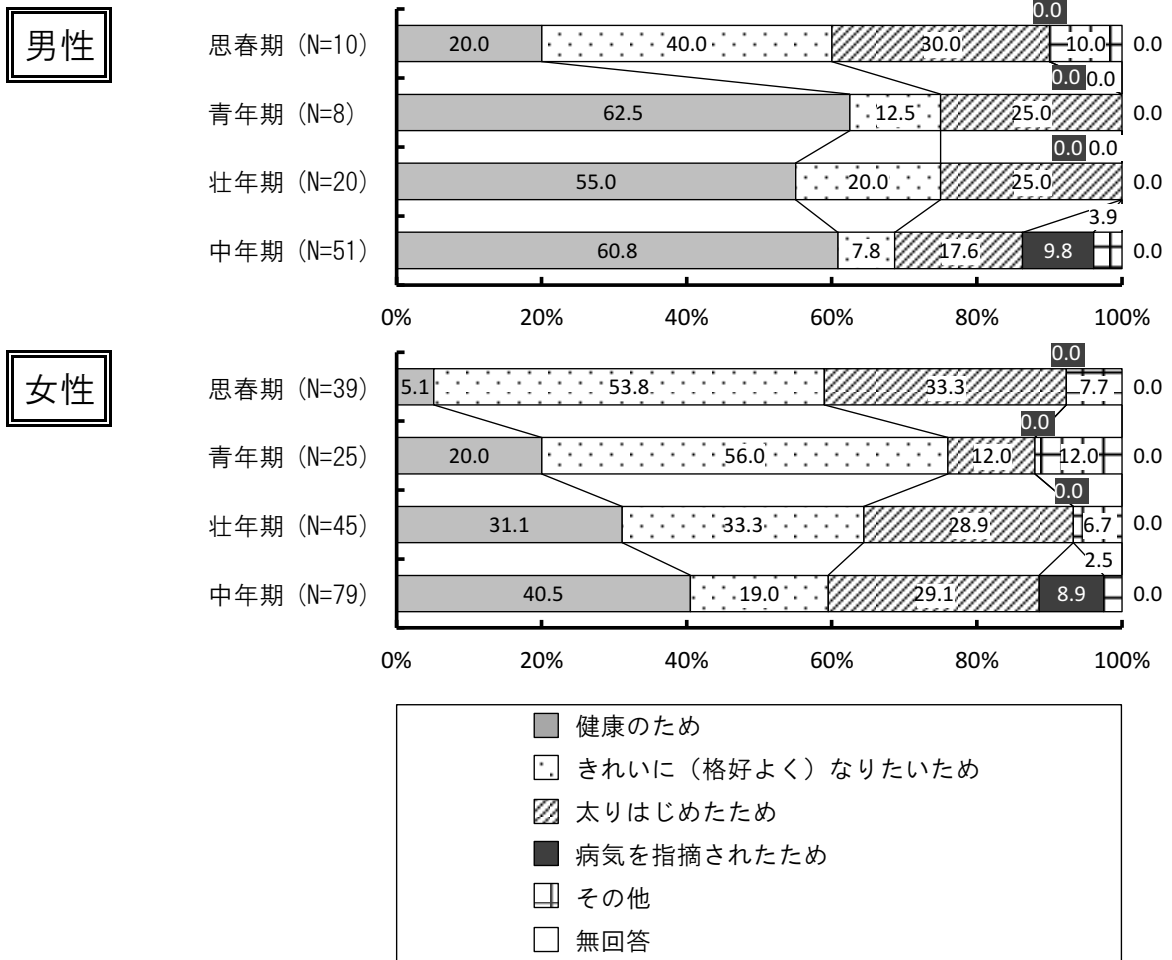 男性
0.0
思春期 (N=10) 20.0 40.0 30.0 10.0 0.0
0.0 0.0
青年期 (N=8) 62.5 12.5 25.0 0.0
0.0 0.0
壮年期 (N=20) 55.0 20.0 25.0 0.0
3.9
中年期 (N=51) 60.8 7.8 17.6 9.8 0.0
0% 20% 40% 60% 80% 100%
女性
0.0
思春期 (N=39) 5.1 53.8 33.3 7.7 0.0
0.0
青年期 (N=25) 20.0 56.0 12.0 12.0 0.0
0.0
壮年期 (N=45) 31.1 33.3 28.9 6.7 0.0
2.5
中年期 (N=79) 40.5 19.0 29.1 8.9 0.0
0% 20% 40% 60% 80% 100%
健康のため
きれいに（格好よく）なりたいため
太りはじめたため
病気を指摘されたため
その他
無回答